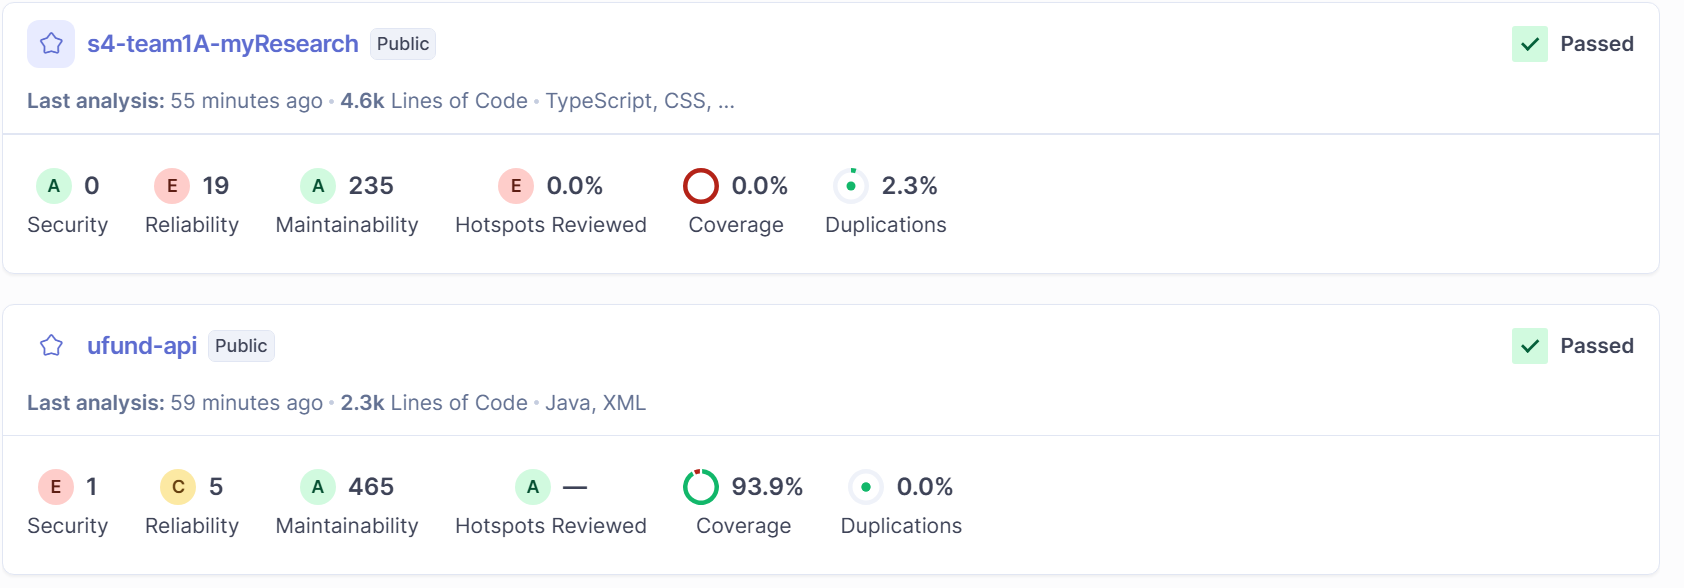 s4-team1A-myResearch Public Passed
Last analysis: 55 minutes ago • 4.6k Lines of Code • TypeScript, CSS, ...
A 0 E 19 A 235 E 0.0% 0.0% 2.3%
Security Reliability Maintainability Hotspots Reviewed Coverage Duplications
ufund-api Public Passed
Last analysis: 59 minutes ago • 2.3k Lines of Code • Java, XML
E 1 C 5 A 465 A — 93.9% 0.0%
Security Reliability Maintainability Hotspots Reviewed Coverage Duplications